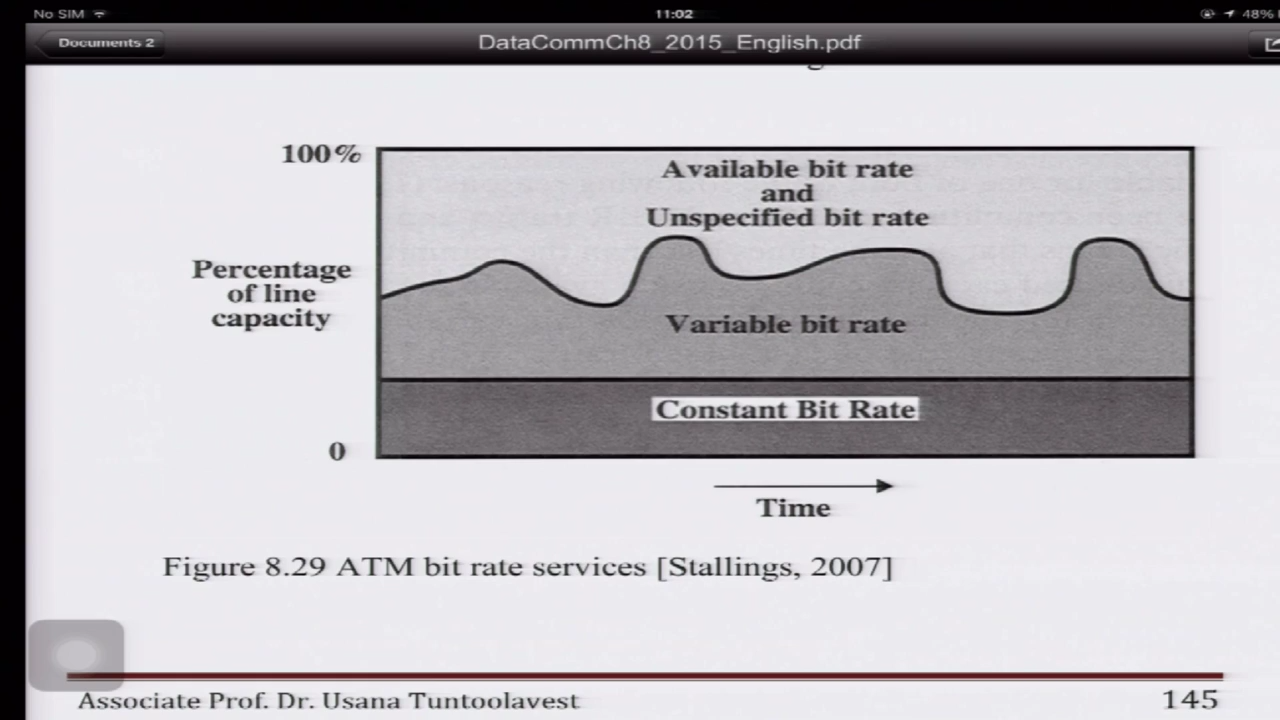 No SIM
11:02
48%
Documents 2
DataCommCh8_2015_English.pdf
100%
Available bit rate
and
Unspecified bit rate
Percentage
of line
capacity
Variable bit rate
Constant Bit Rate
0
Time
Figure 8.29 ATM bit rate services [Stallings, 2007]
Associate Prof. Dr. Usana Tuntoolavest
145